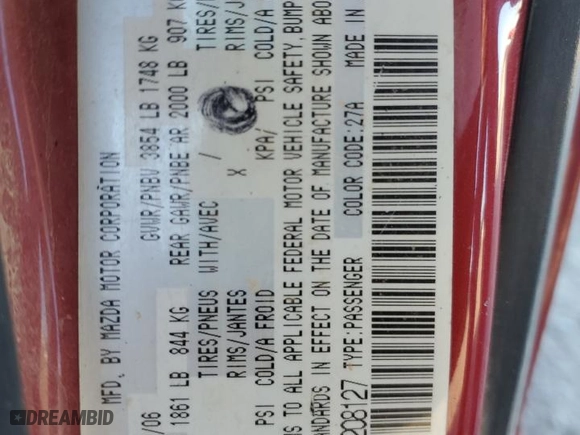 MFD. BY MAZDA MOTOR CORPORATION
/06 GVWR/PNBV 3854 LB 1748 KG
1861 LB 844 KG REAR GAWR/PNBE AR 2000 LB 907 K
TIRES/PNEUS WITH/AVEC / TIRES/
RIMS/JANTES X RIMS/J
PSI COLD/A FROID KPA/ PSI COLD/A
S TO ALL APPLICABLE FEDERAL MOTOR VEHICLE SAFETY, BUMP
TANDARDS IN EFFECT ON THE DATE OF MANUFACTURE SHOWN ABO
208127 TYPE:PASSENGER COLOR CODE:27A MADE IN
DREAMBID